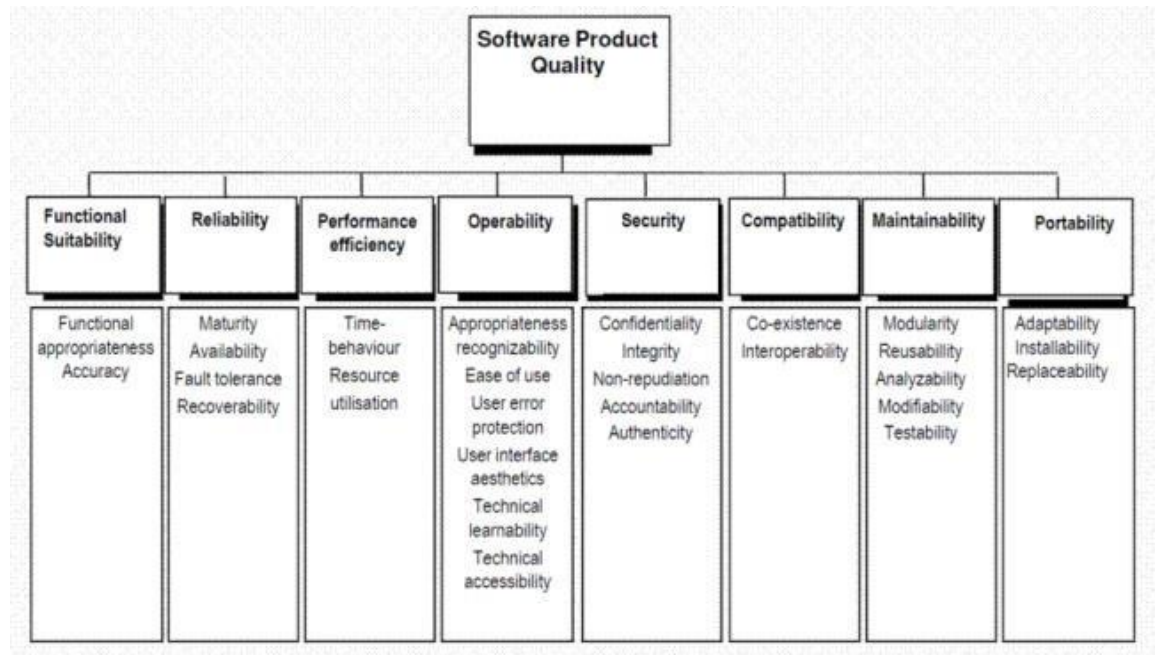 Software Product
Quality
Functional
Suitability
Reliability
Performance
efficiency
Operability
Security
Compatibility
Maintainability
Portability
Functional
appropriateness
Accuracy
Maturity
Availability
Fault tolerance
Recoverability
Time-
behaviour
Resource
utilisation
Appropriateness
recognizability
Ease of use
User error
protection
User interface
aesthetics
Technical
learnability
Technical
accessibility
Confidentiality
Integrity
Non-repudiation
Accountability
Authenticity
Co-existence
Interoperability
Modularity
Reusability
Analyzability
Modifiability
Testability
Adaptability
Installability
Replaceability